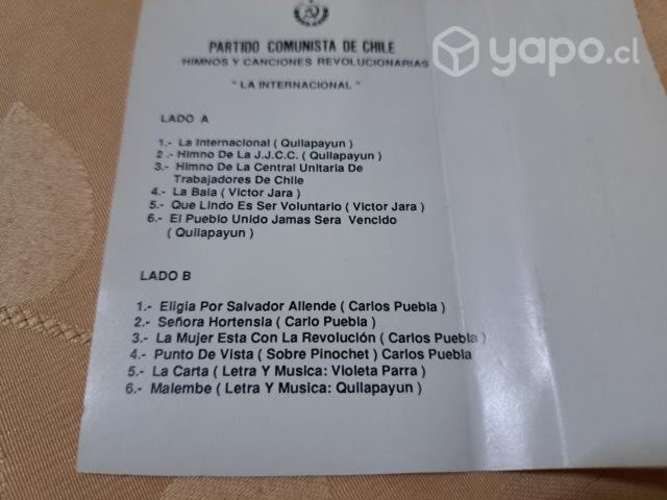 yapo.cl
PARTIDO COMUNISTA DE CHILE
HIMNOS Y CANCIONES REVOLUCIONARIAS
" LA INTERNACIONAL "
LADO A
1.- La Internacional ( Quilapayun )
2.- Himno De La J.J.C.C. ( Quilapayun )
3.- Himno De La Central Unitaria De
Trabajadores De Chile
4.- La Bala ( Victor Jara )
5.- Que Lindo Es Ser Voluntario ( Victor Jara )
6.- El Pueblo Unido Jamas Sera Vencido
( Quilapayun )
LADO B
1.- Eligia Por Salvador Allende ( Carlos Puebla )
2.- Señora Hortensia ( Carlo Puebla )
3.- La Mujer Esta Con La Revolución ( Carlos Puebla )
4.- Punto De Vista ( Sobre Pinochet ) Carlos Puebla
5.- La Carta ( Letra Y Musica: Violeta Parra )
6.- Malembe ( Letra Y Musica: Quilapayun )